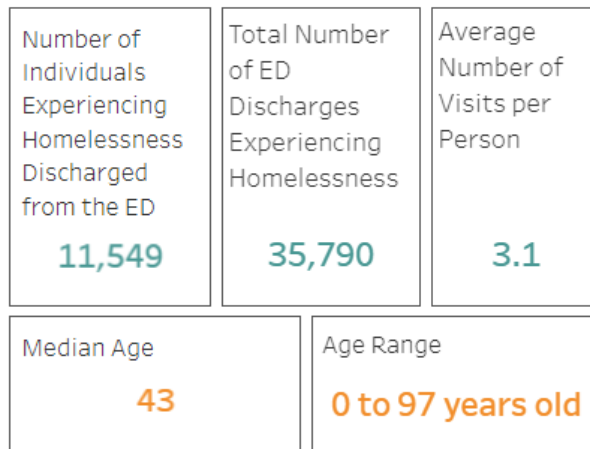 Number of
Individuals
Experiencing
Homelessness
Discharged
from the ED
11,549
Total Number
of ED
Discharges
Experiencing
Homelessness
35,790
Average
Number of
Visits per
Person
3.1
Median Age
43
Age Range
0 to 97 years old